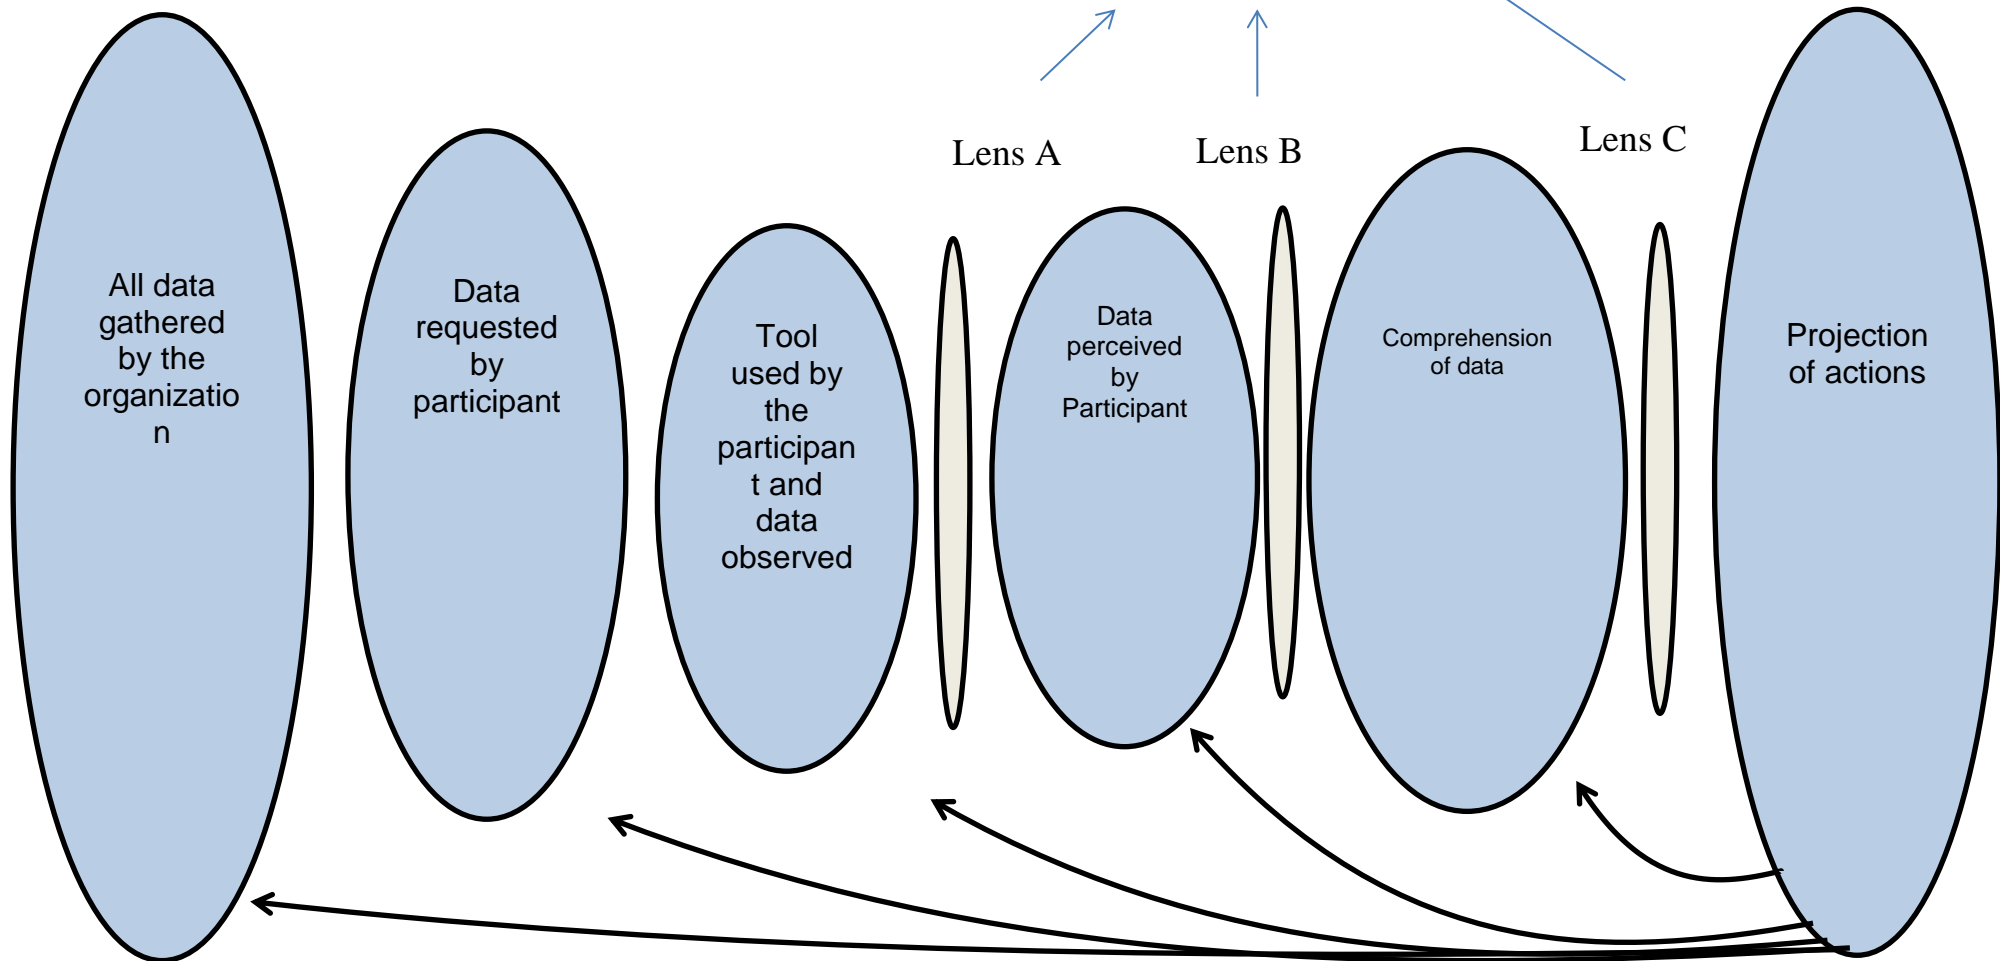 Lens A
Lens B
Lens C
All data
gathered
by the
organizatio
n
Data
requested
by
participant
Tool
used by
the
participan
t and
data
observed
Data
perceived
by
Participant
Comprehension
of data
Projection
of actions